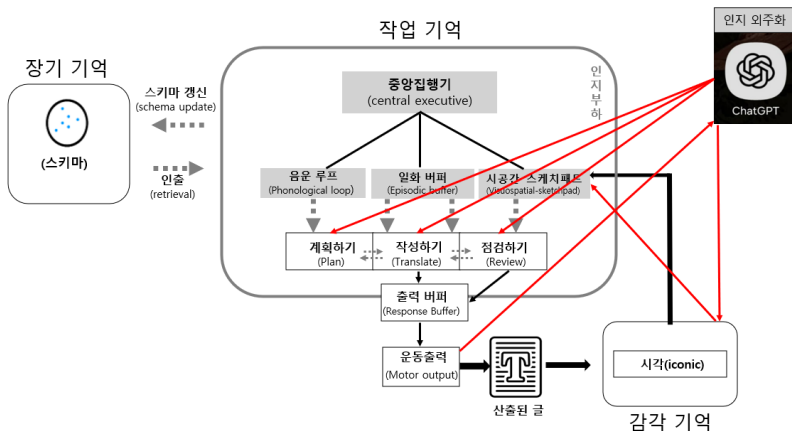 작업 기억
인지 외주화
ChatGPT
장기 기억
(스키마)
스키마 갱신
(schema update)
인출
(retrieval)
인지부하
중앙집행기
(central executive)
음운 루프
(Phonological loop)
일화 버퍼
(Episodic buffer)
시공간 스케치패드
(Visuospatial-sketchpad)
계획하기
(Plan)
작성하기
(Translate)
점검하기
(Review)
출력 버퍼
(Response Buffer)
운동출력
(Motor output)
T
산출된 글
시각(iconic)
감각 기억